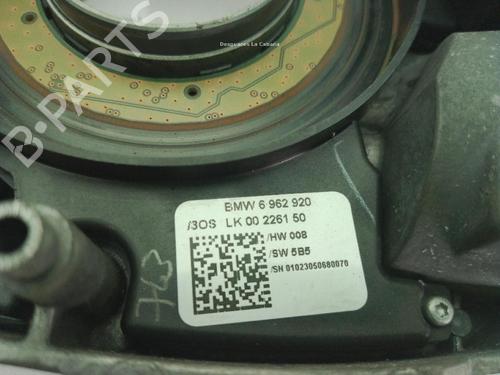 Desguaces La Cabaña
B-PARTS
BMW 6 962 920
/3OS LK 00 2261 50
/HW 008
/SW 5B5
/SN 01023050680070